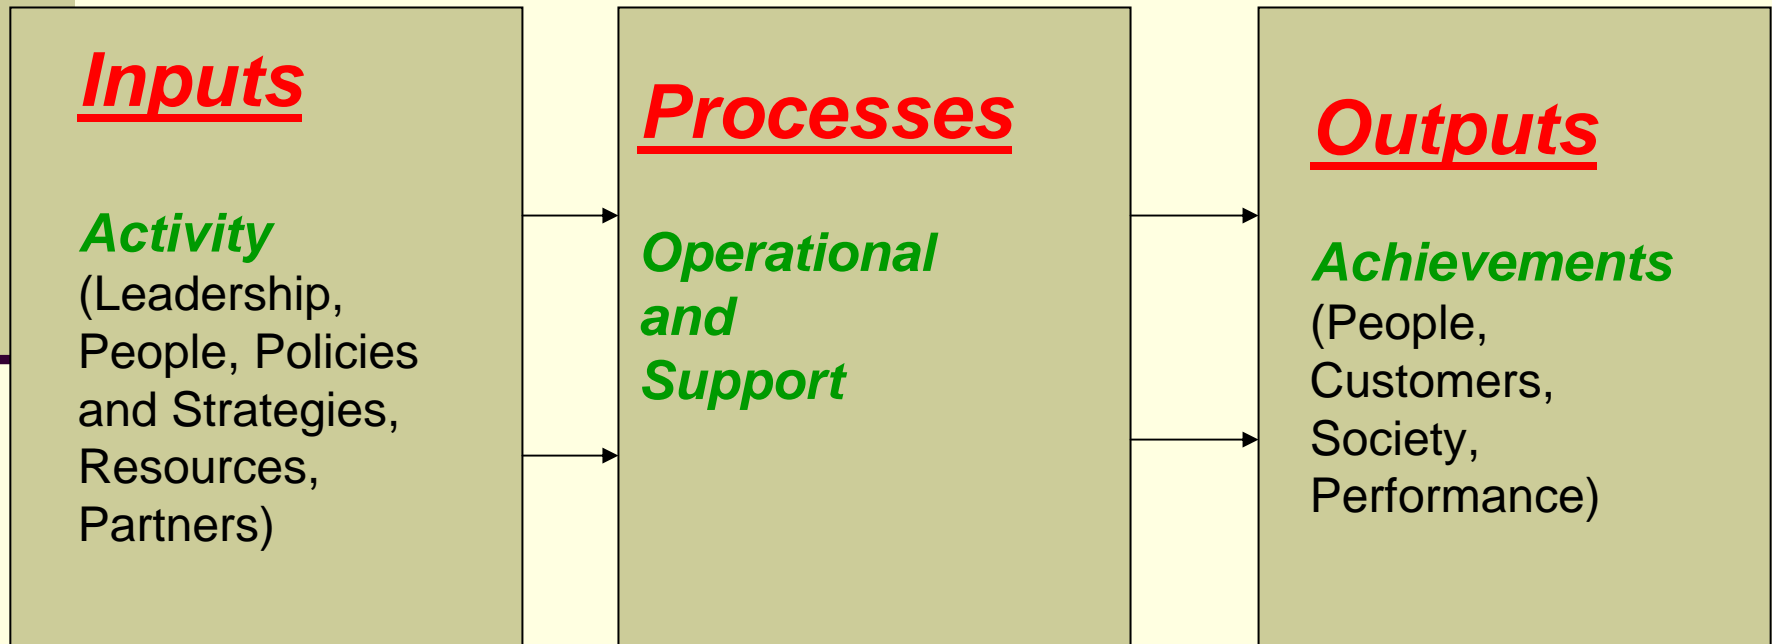 Inputs
Activity
(Leadership,
People, Policies
and Strategies,
Resources,
Partners)
Processes
Operational
and
Support
Outputs
Achievements
(People,
Customers,
Society,
Performance)